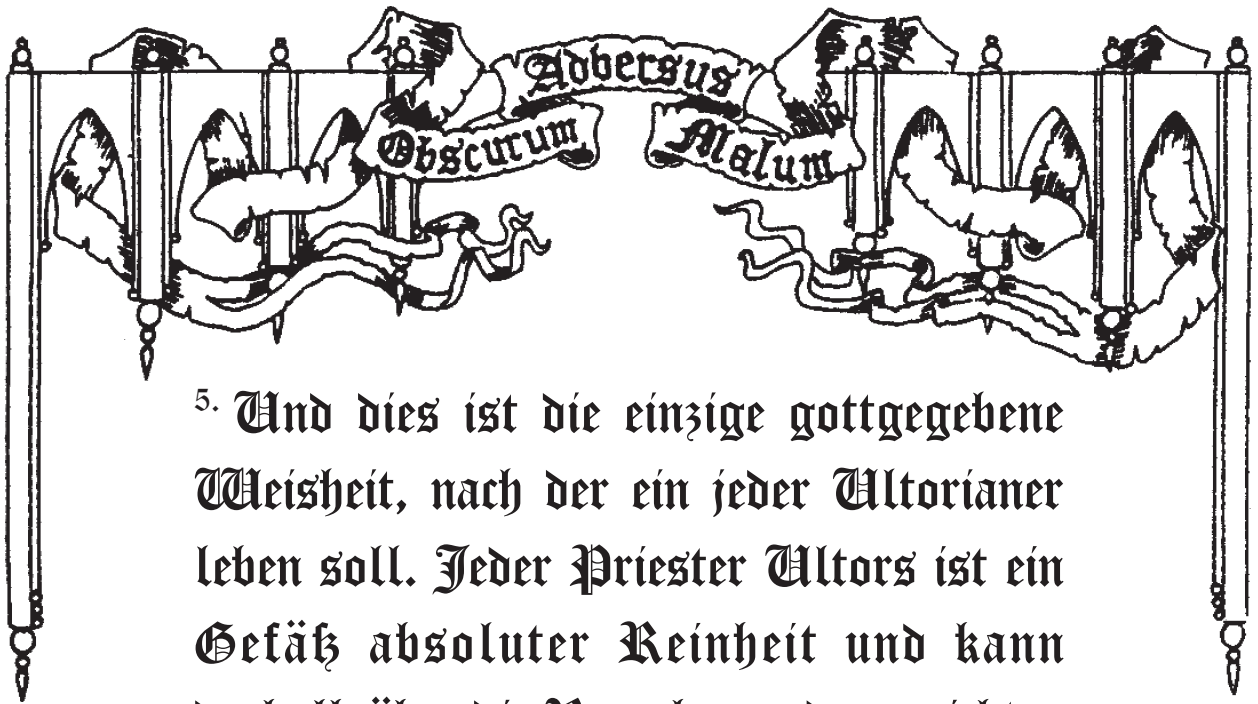 Adversus
Obscurum Malum
5. Und dies ist die einzige gottgegebene
Weisheit, nach der ein jeder Ultorianer
leben soll. Jeder Priester Ultors ist ein
Gefäß absoluter Reinheit und kann